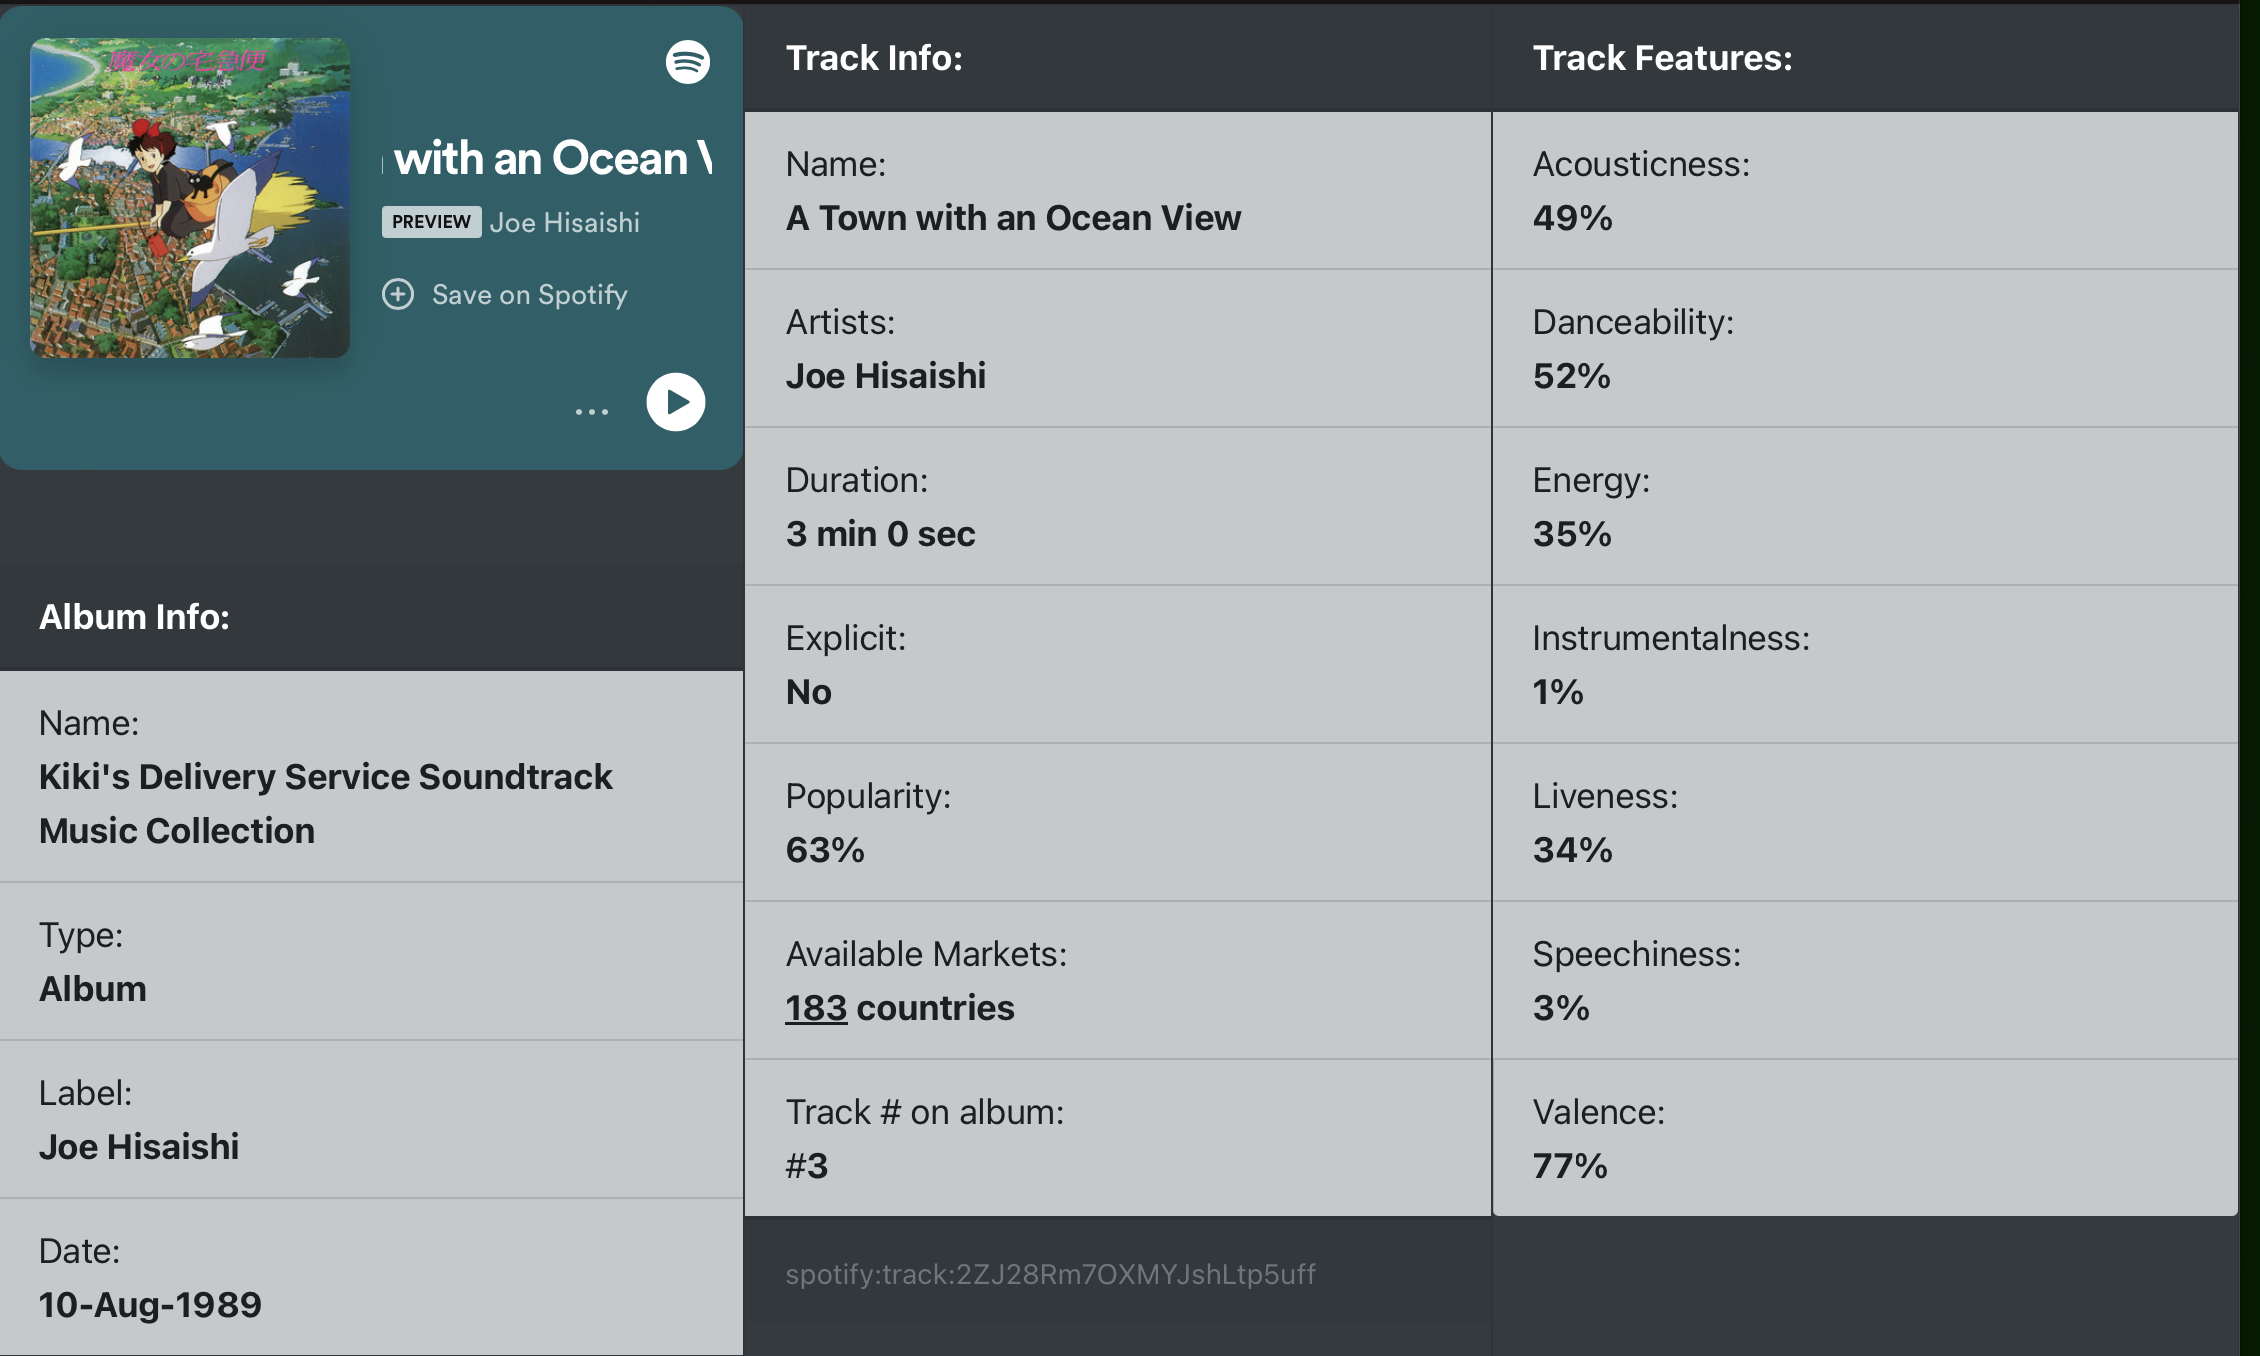 魔女の宅急便
with an Ocean
PREVIEW Joe Hisaishi
Save on Spotify
Album Info:
Name:
Kiki's Delivery Service Soundtrack
Music Collection
Type:
Album
Label:
Joe Hisaishi
Date:
10-Aug-1989
Track Info:
Name:
A Town with an Ocean View
Artists:
Joe Hisaishi
Duration:
3 min 0 sec
Explicit:
No
Popularity:
63%
Available Markets:
183 countries
Track # on album:
#3
spotify:track:2ZJ28Rm7OXMYJshLtp5uff
Track Features:
Acousticness:
49%
Danceability:
52%
Energy:
35%
Instrumentalness:
1%
Liveness:
34%
Speechiness:
3%
Valence:
77%